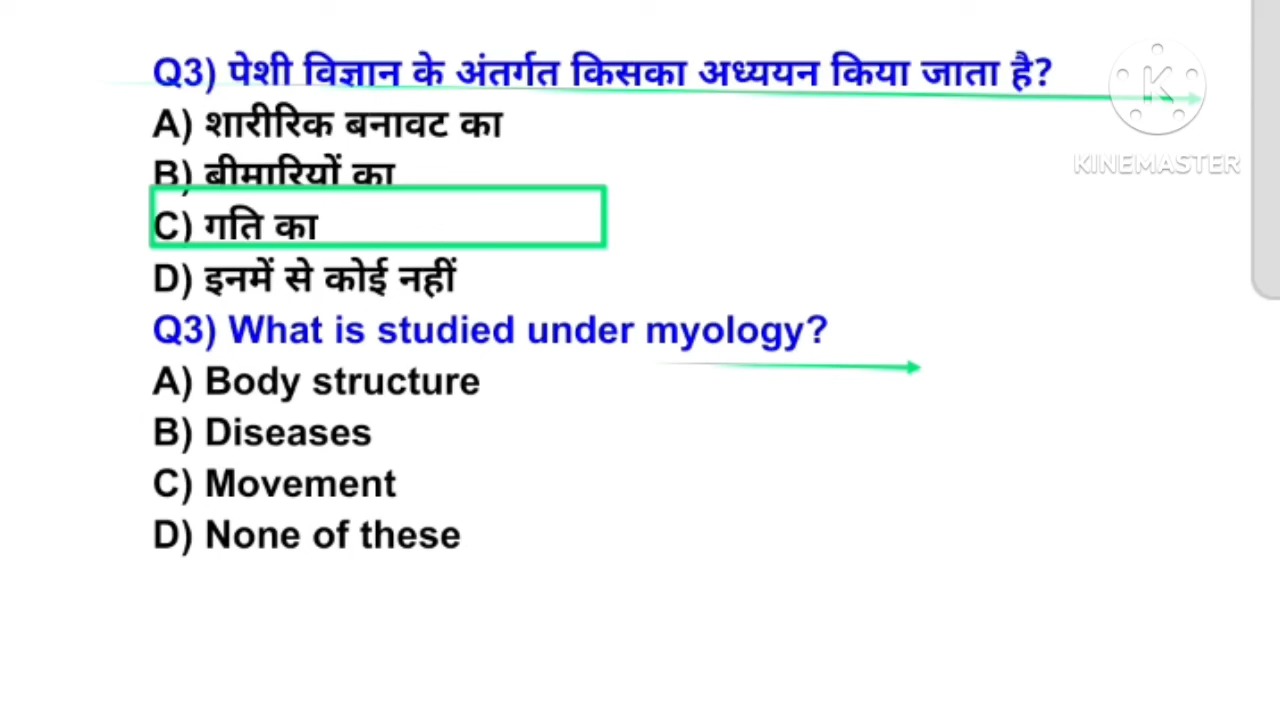 Q3) पेशी विज्ञान के अंतर्गत किसका अध्ययन किया जाता है?
A) शारीरिक बनावट का
B) बीमारियों का
C) गति का
D) इनमें से कोई नहीं
Q3) What is studied under myology?
A) Body structure
B) Diseases
C) Movement
D) None of these
K
KINEMASTER